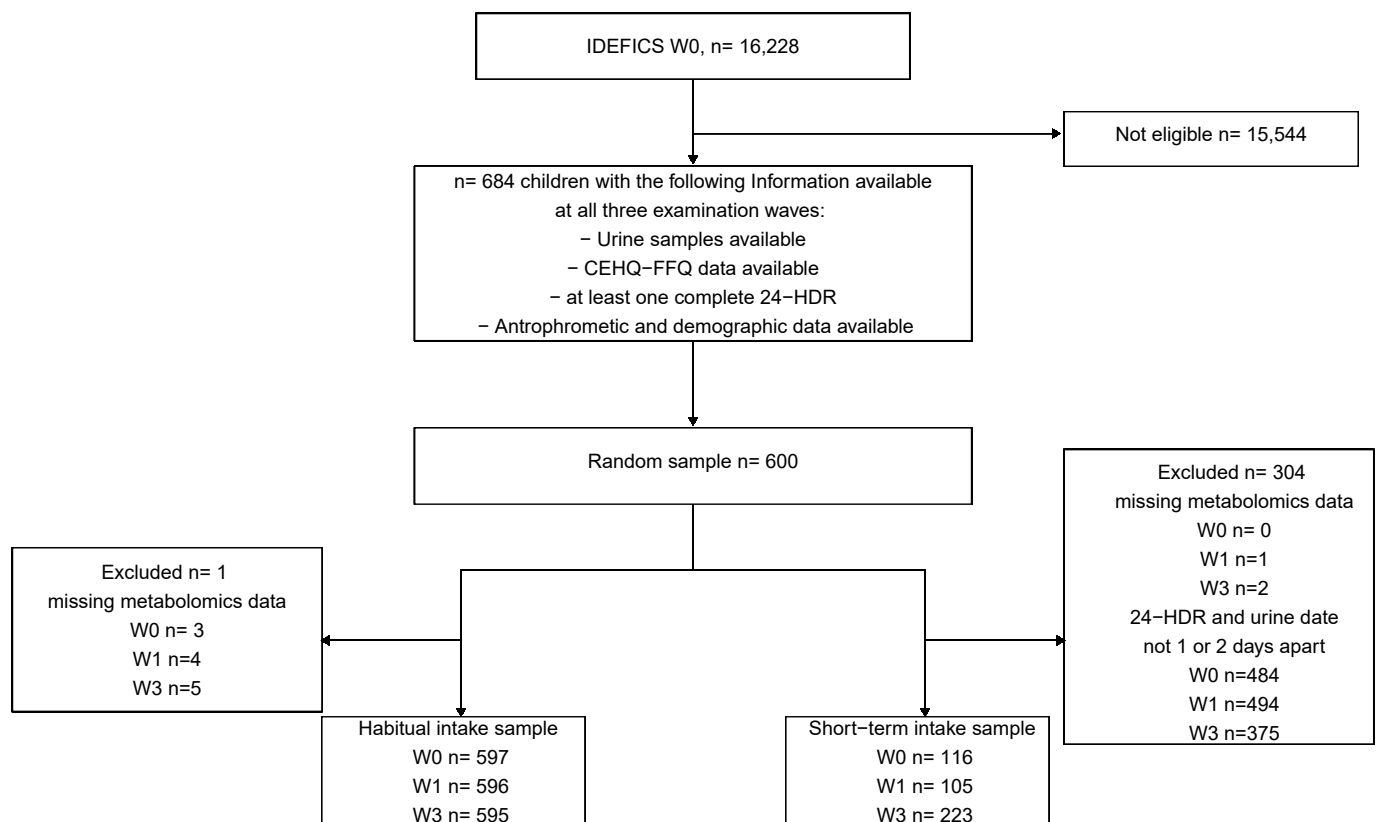 IDEFICS W0, n= 16,228
Not eligible n= 15,544
n= 684 children with the following Information available
at all three examination waves:
− Urine samples available
− CEHQ−FFQ data available
− at least one complete 24−HDR
− Antrophrometic and demographic data available
Random sample n= 600
Excluded n= 304
missing metabolomics data
W0 n= 0
W1 n=1
W3 n=2
24−HDR and urine date
not 1 or 2 days apart
W0 n=484
W1 n=494
W3 n=375
Excluded n= 1
missing metabolomics data
W0 n= 3
W1 n=4
W3 n=5
Habitual intake sample
W0 n= 597
W1 n= 596
W3 n= 595
Short−term intake sample
W0 n= 116
W1 n= 105
W3 n= 223